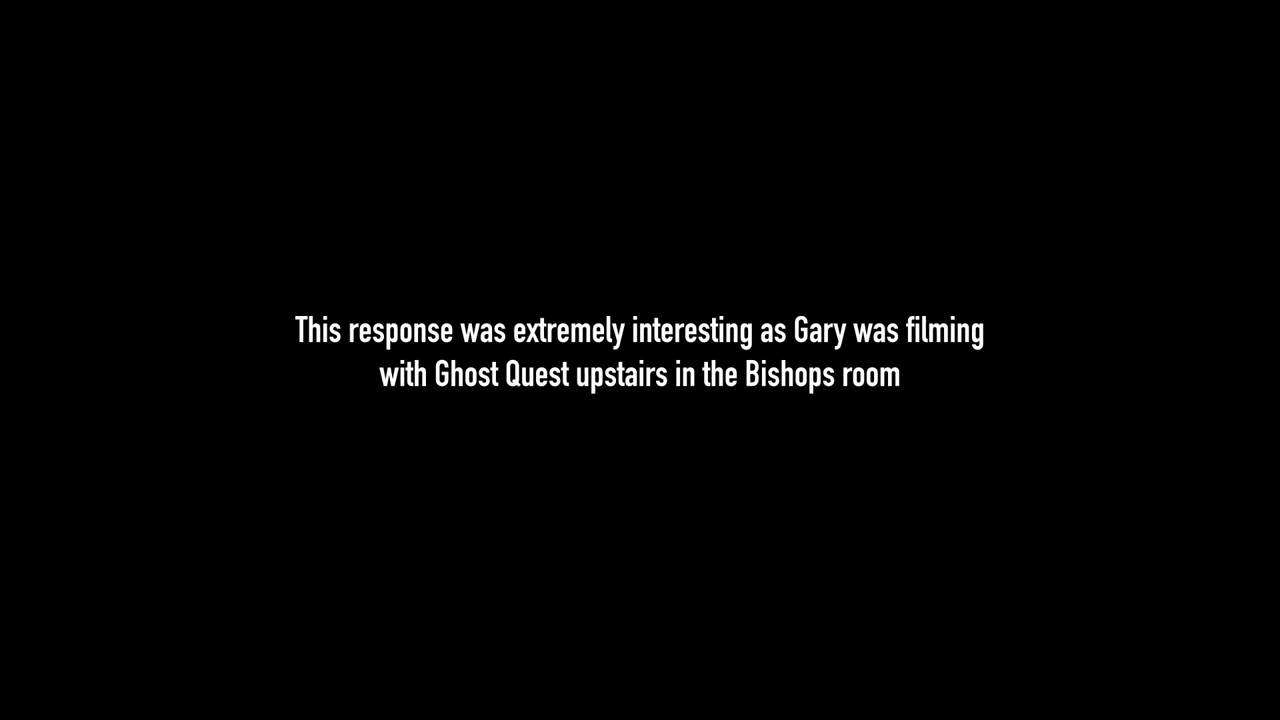 This response was extremely interesting as Gary was filming
with Ghost Quest upstairs in the Bishops room